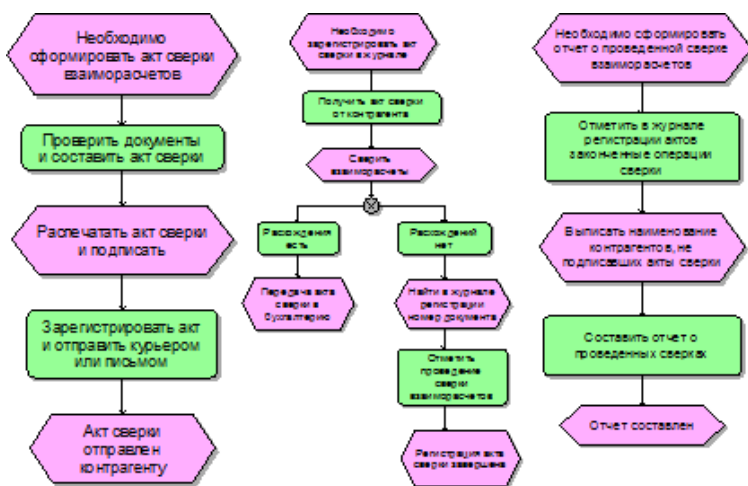 Необходимо
сформировать акт сверки
взаиморасчетов
Проверить документы
и составить акт сверки
Распечатать акт сверки
и подписать
Зарегистрировать акт
и отправить курьером
или письмом
Акт сверки
отправлен
контрагенту
Необходимо
зарегистрировать акт
сверки в журнале
Получить акт сверки
от контрагента
Сверить
взаиморасчеты
Расхождения
есть
Расхождений
нет
Передача акта
сверки в
бухгалтерию
Найти в журнале
регистрации
номер документа
Отметить
проведение
сверки
взаиморасчетов
Регистрация акта
сверки завершена
Необходимо сформировать
отчет о проведенной сверке
взаиморасчетов
Отметить в журнале
регистрации актов
законченные операции
сверки
Выписать наименование
контрагентов, не
подписавших акты сверки
Составить отчет о
проведенных сверках
Отчет составлен